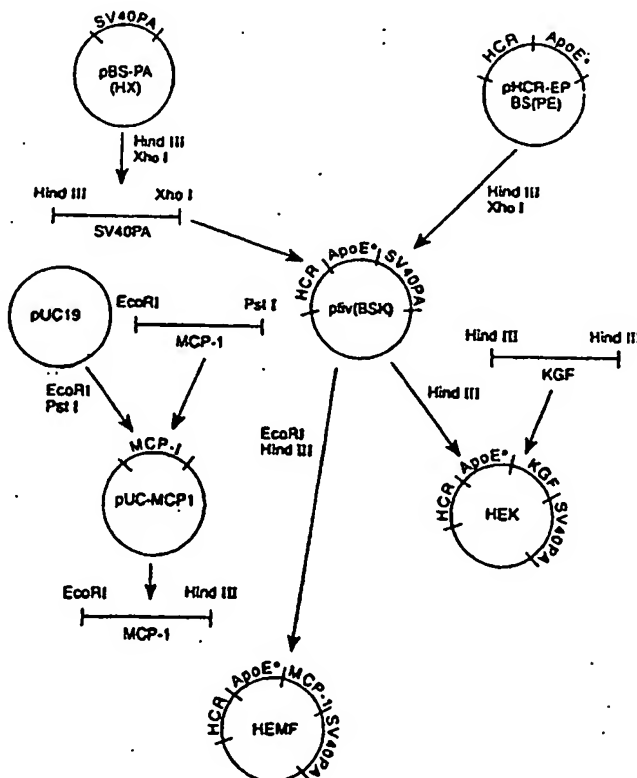 SV40PA
pBS-PA
(HX)
Hind III
Xho I
Hind III Xho I
SV40PA
HCR ApoE*
pHCR-EP
BS(PE)
Hind III
Xho I
HCR ApoE* SV40PA
(BSK)
pUC19
EcoRI Pst I
MCP-1
EcoRI
Pst I
MCP-1
pUC-MCP1
EcoRI Hind III
MCP-1
EcoRI
Hind III
Hind III
Hind III Hind II
KGF
HCR ApoE* KGF SV40PA
HEK
HCR ApoE* MCP-1 SV40PA
HEMF